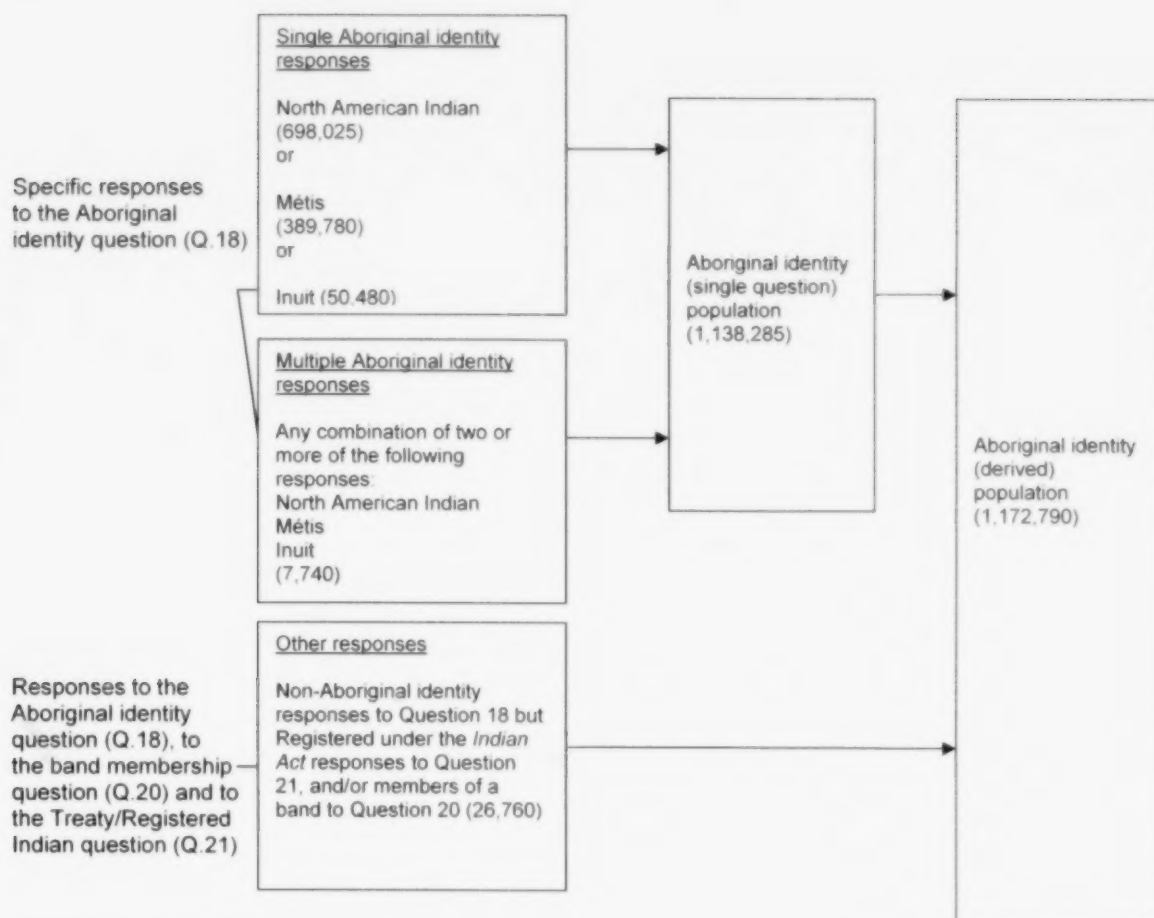 Specific responses
to the Aboriginal
identity question (Q.18)
Single Aboriginal identity
responses
North American Indian
(698,025)
or
Métis
(389,780)
or
Inuit (50,480)
Multiple Aboriginal identity
responses
Any combination of two or
more of the following
responses:
North American Indian
Métis
Inuit
(7,740)
Aboriginal identity
(single question)
population
(1,138,285)
Aboriginal identity
(derived)
population
(1,172,790)
Responses to the
Aboriginal identity
question (Q.18), to
the band membership
question (Q.20) and to
the Treaty/Registered
Indian question (Q.21)
Other responses
Non-Aboriginal identity
responses to Question 18 but
Registered under the Indian
Act responses to Question
21, and/or members of a
band to Question 20 (26,760)